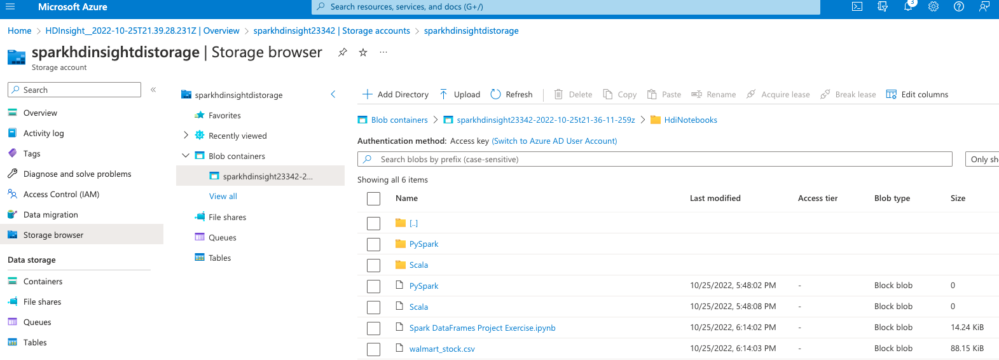 Microsoft Azure
Search resources, services, and docs (G+/)
3
Home > HDInsight__2022-10-25T21.39.28.231Z | Overview > sparkhdinsight23342 | Storage accounts > sparkhdinsightdistorage
sparkhdinsightdistorage | Storage browser
Storage account
Search
Overview
Activity log
Tags
Diagnose and solve problems
Access Control (IAM)
Data migration
Storage browser
Data storage
Containers
File shares
Queues
Tables
sparkhdinsightdistorage
Favorites
Recently viewed
Blob containers
sparkhdinsight23342-2...
View all
File shares
Queues
Tables
Add Directory Upload Refresh Delete Copy Paste Rename Acquire lease Break lease Edit columns
Blob containers > sparkhdinsight23342-2022-10-25t21-36-11-259z > HdiNotebooks
Authentication method: Access key (Switch to Azure AD User Account)
Search blobs by prefix (case-sensitive)
Only sh
Showing all 6 items
Name Last modified Access tier Blob type Size
[..]
PySpark
Scala
PySpark 10/25/2022, 5:48:02 PM - Block blob 0
Scala 10/25/2022, 5:48:08 PM - Block blob 0
Spark DataFrames Project Exercise.ipynb 10/25/2022, 6:14:02 PM - Block blob 14.24 KiB
walmart_stock.csv 10/25/2022, 6:14:03 PM - Block blob 88.15 KiB